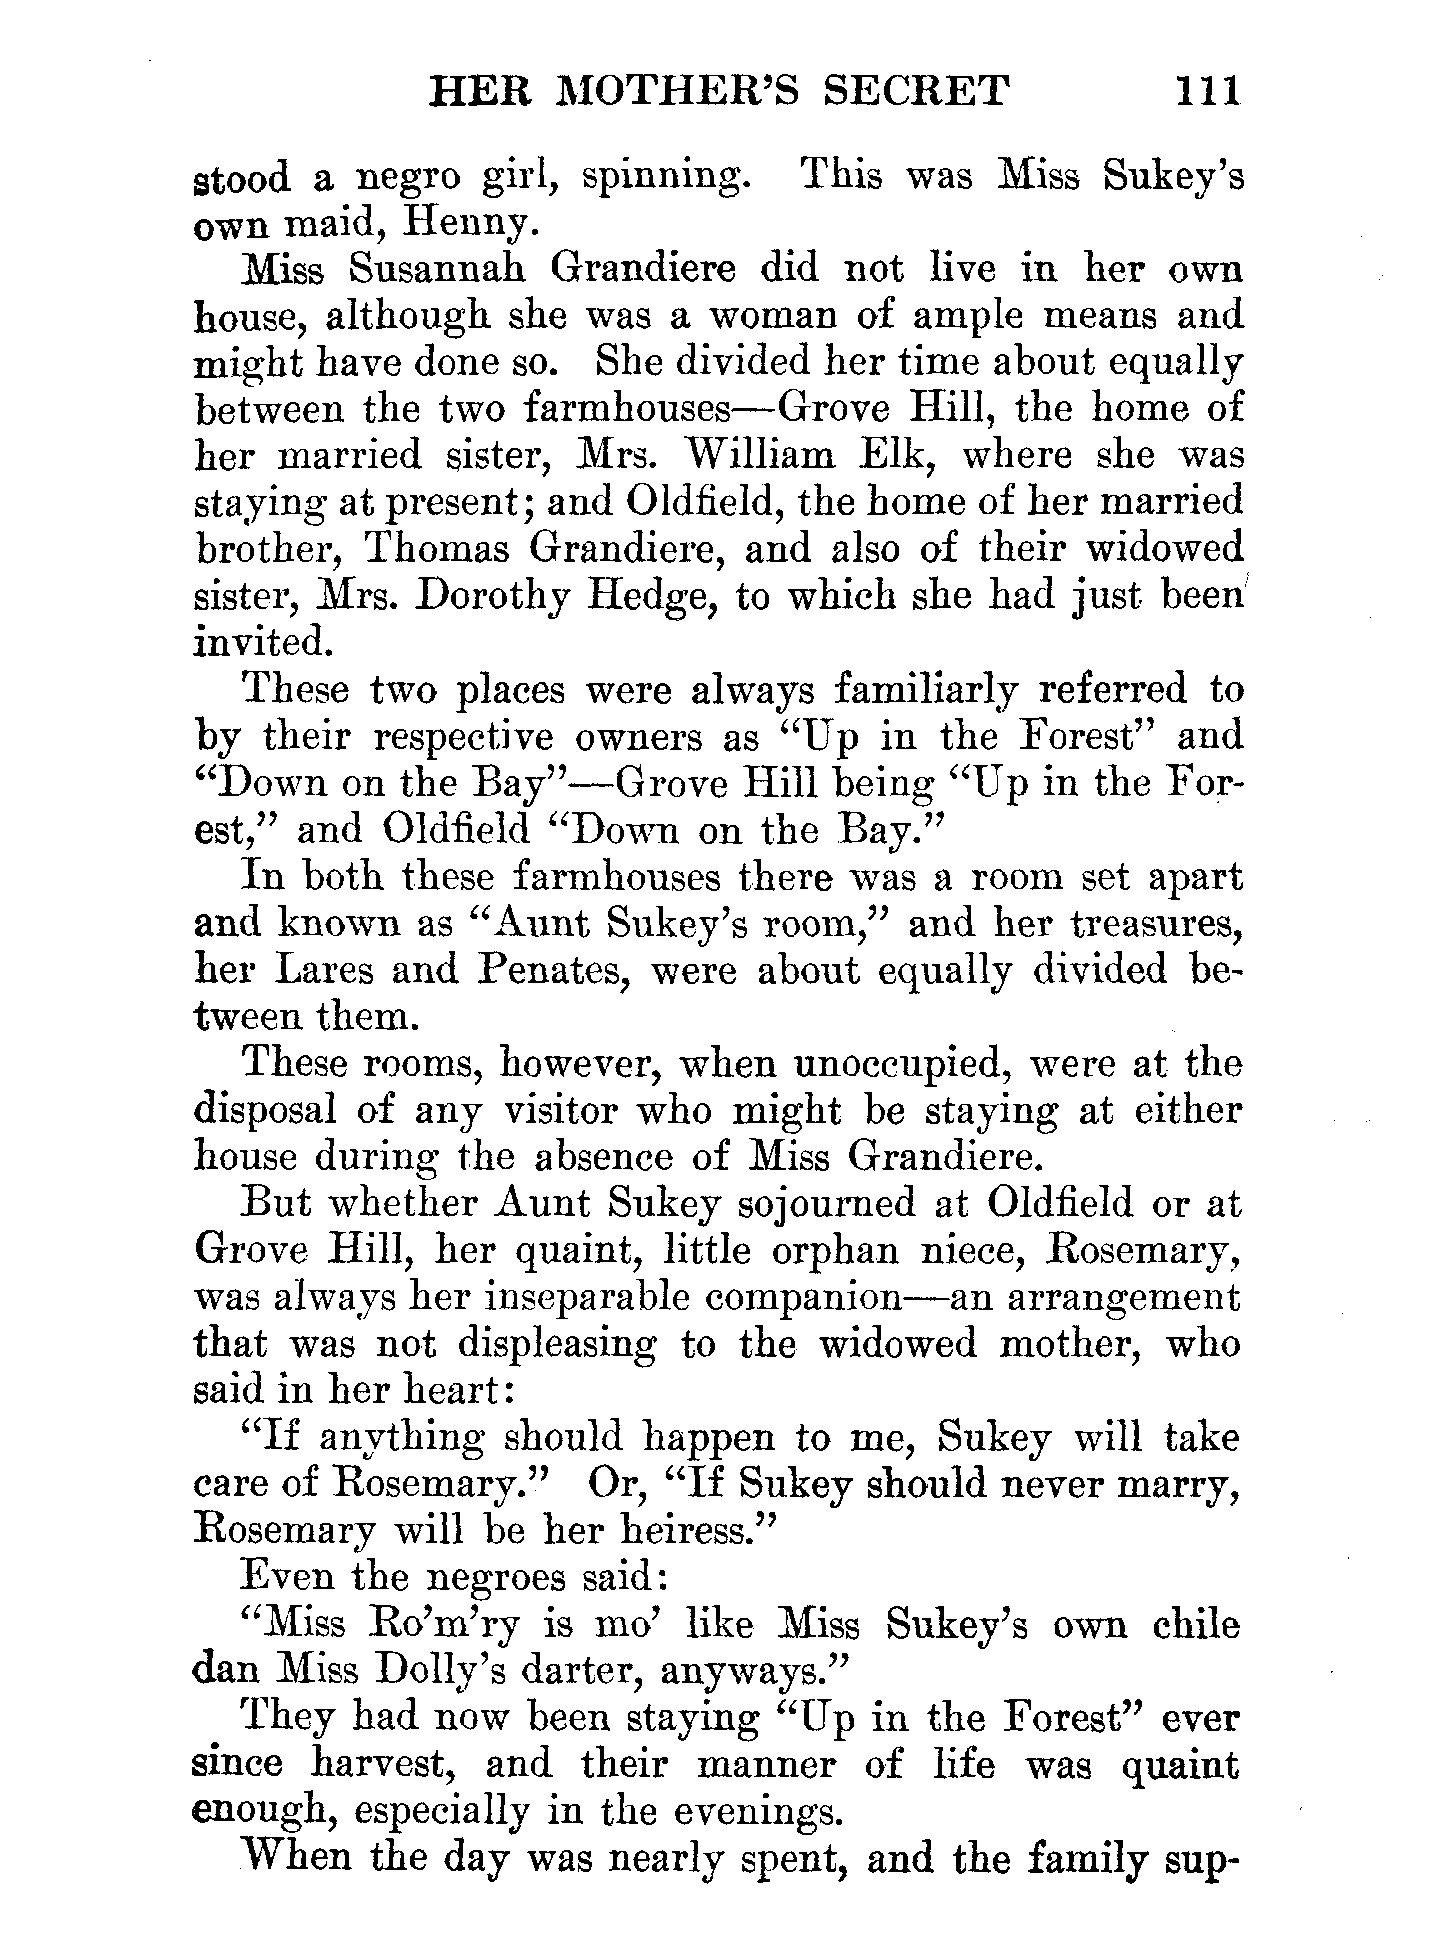 HER MOTHER'S SECRET 111
stood a negro girl, spinning. This was Miss Sukey's
own maid, Henny.
Miss Susannah Grandiere did not live in her own
house, although she was a woman of ample means and
might have done so. She divided her time about equally
between the two farmhouses—Grove Hill, the home of
her married sister, Mrs. William Elk, where she was
staying at present; and Oldfield, the home of her married
brother, Thomas Grandiere, and also of their widowed
sister, Mrs. Dorothy Hedge, to which she had just been
invited.
These two places were always familiarly referred to
by their respective owners as “Up in the Forest” and
“Down on the Bay”—Grove Hill being “Up in the For-
est,” and Oldfield “Down on the Bay.”
In both these farmhouses there was a room set apart
and known as “Aunt Sukey's room,” and her treasures,
her Lares and Penates, were about equally divided be-
tween them.
These rooms, however, when unoccupied, were at the
disposal of any visitor who might be staying at either
house during the absence of Miss Grandiere.
But whether Aunt Sukey sojourned at Oldfield or at
Grove Hill, her quaint, little orphan niece, Rosemary,
was always her inseparable companion—an arrangement
that was not displeasing to the widowed mother, who
said in her heart:
“If anything should happen to me, Sukey will take
care of Rosemary.” Or, “If Sukey should never marry,
Rosemary will be her heiress.”
Even the negroes said:
“Miss Ro'm'ry is mo' like Miss Sukey's own chile
dan Miss Dolly's darter, anyways.”
They had now been staying “Up in the Forest” ever
since harvest, and their manner of life was quaint
enough, especially in the evenings.
When the day was nearly spent, and the family sup-